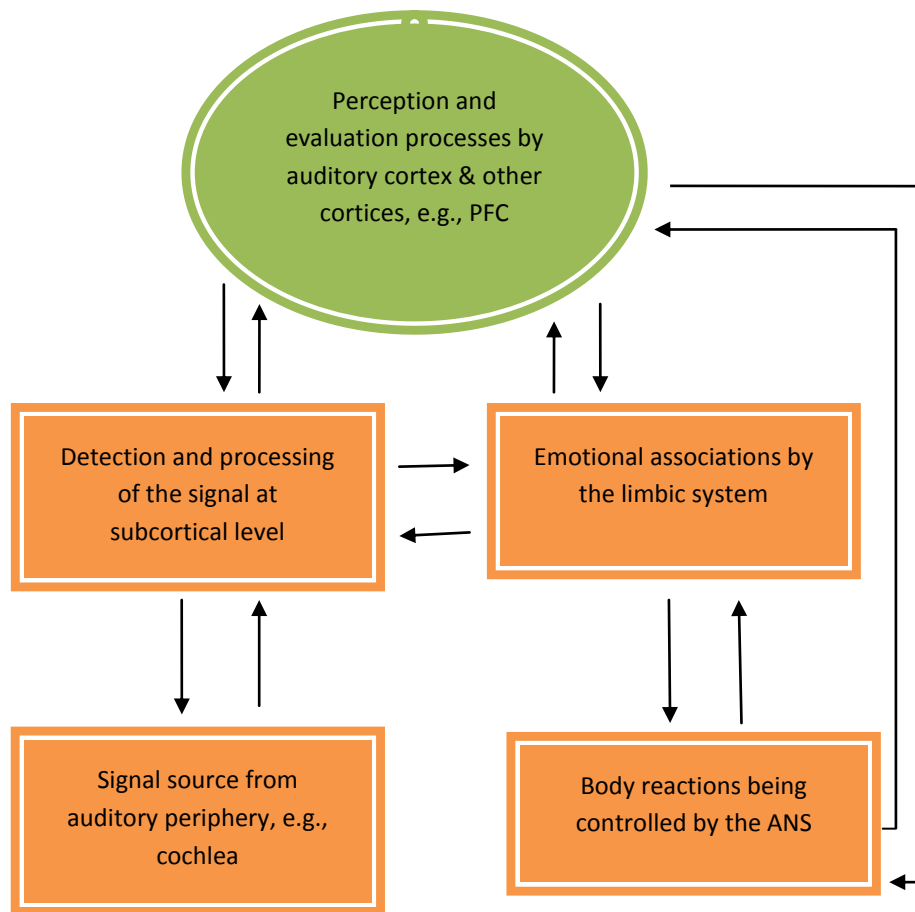 Perception and
evaluation processes by
auditory cortex & other
cortices, e.g., PFC
Detection and processing
of the signal at
subcortical level
Emotional associations by
the limbic system
Signal source from
auditory periphery, e.g.,
cochlea
Body reactions being
controlled by the ANS